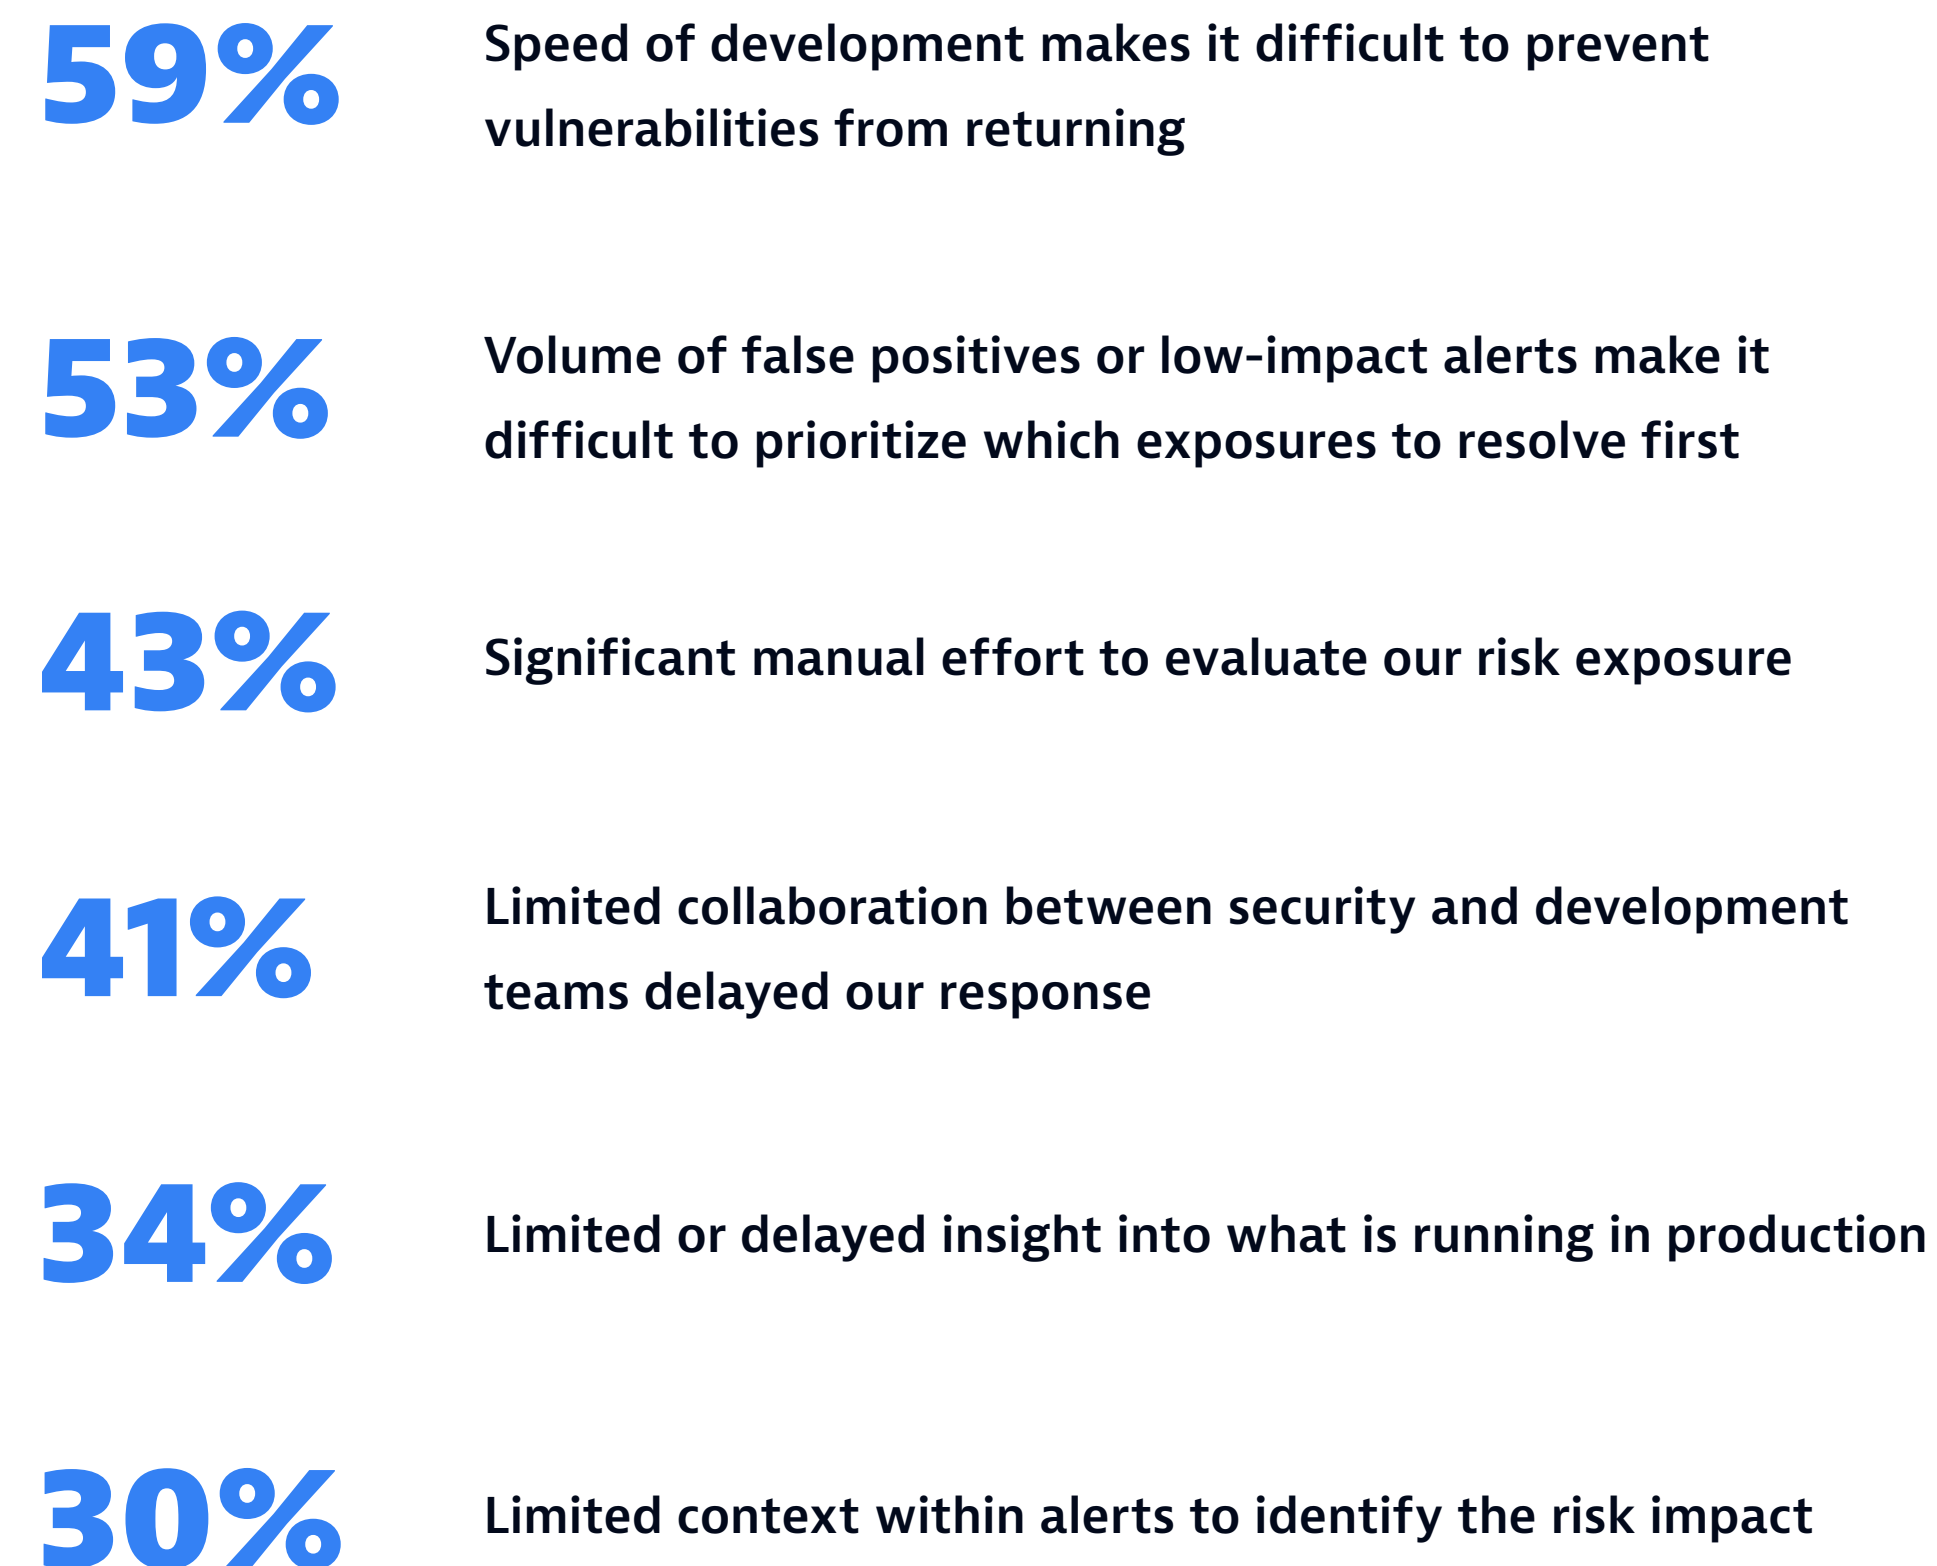 59%
Speed of development makes it difficult to prevent
vulnerabilities from returning
53%
Volume of false positives or low-impact alerts make it
difficult to prioritize which exposures to resolve first
43%
Significant manual effort to evaluate our risk exposure
41%
Limited collaboration between security and development
teams delayed our response
34%
Limited or delayed insight into what is running in production
30%
Limited context within alerts to identify the risk impact